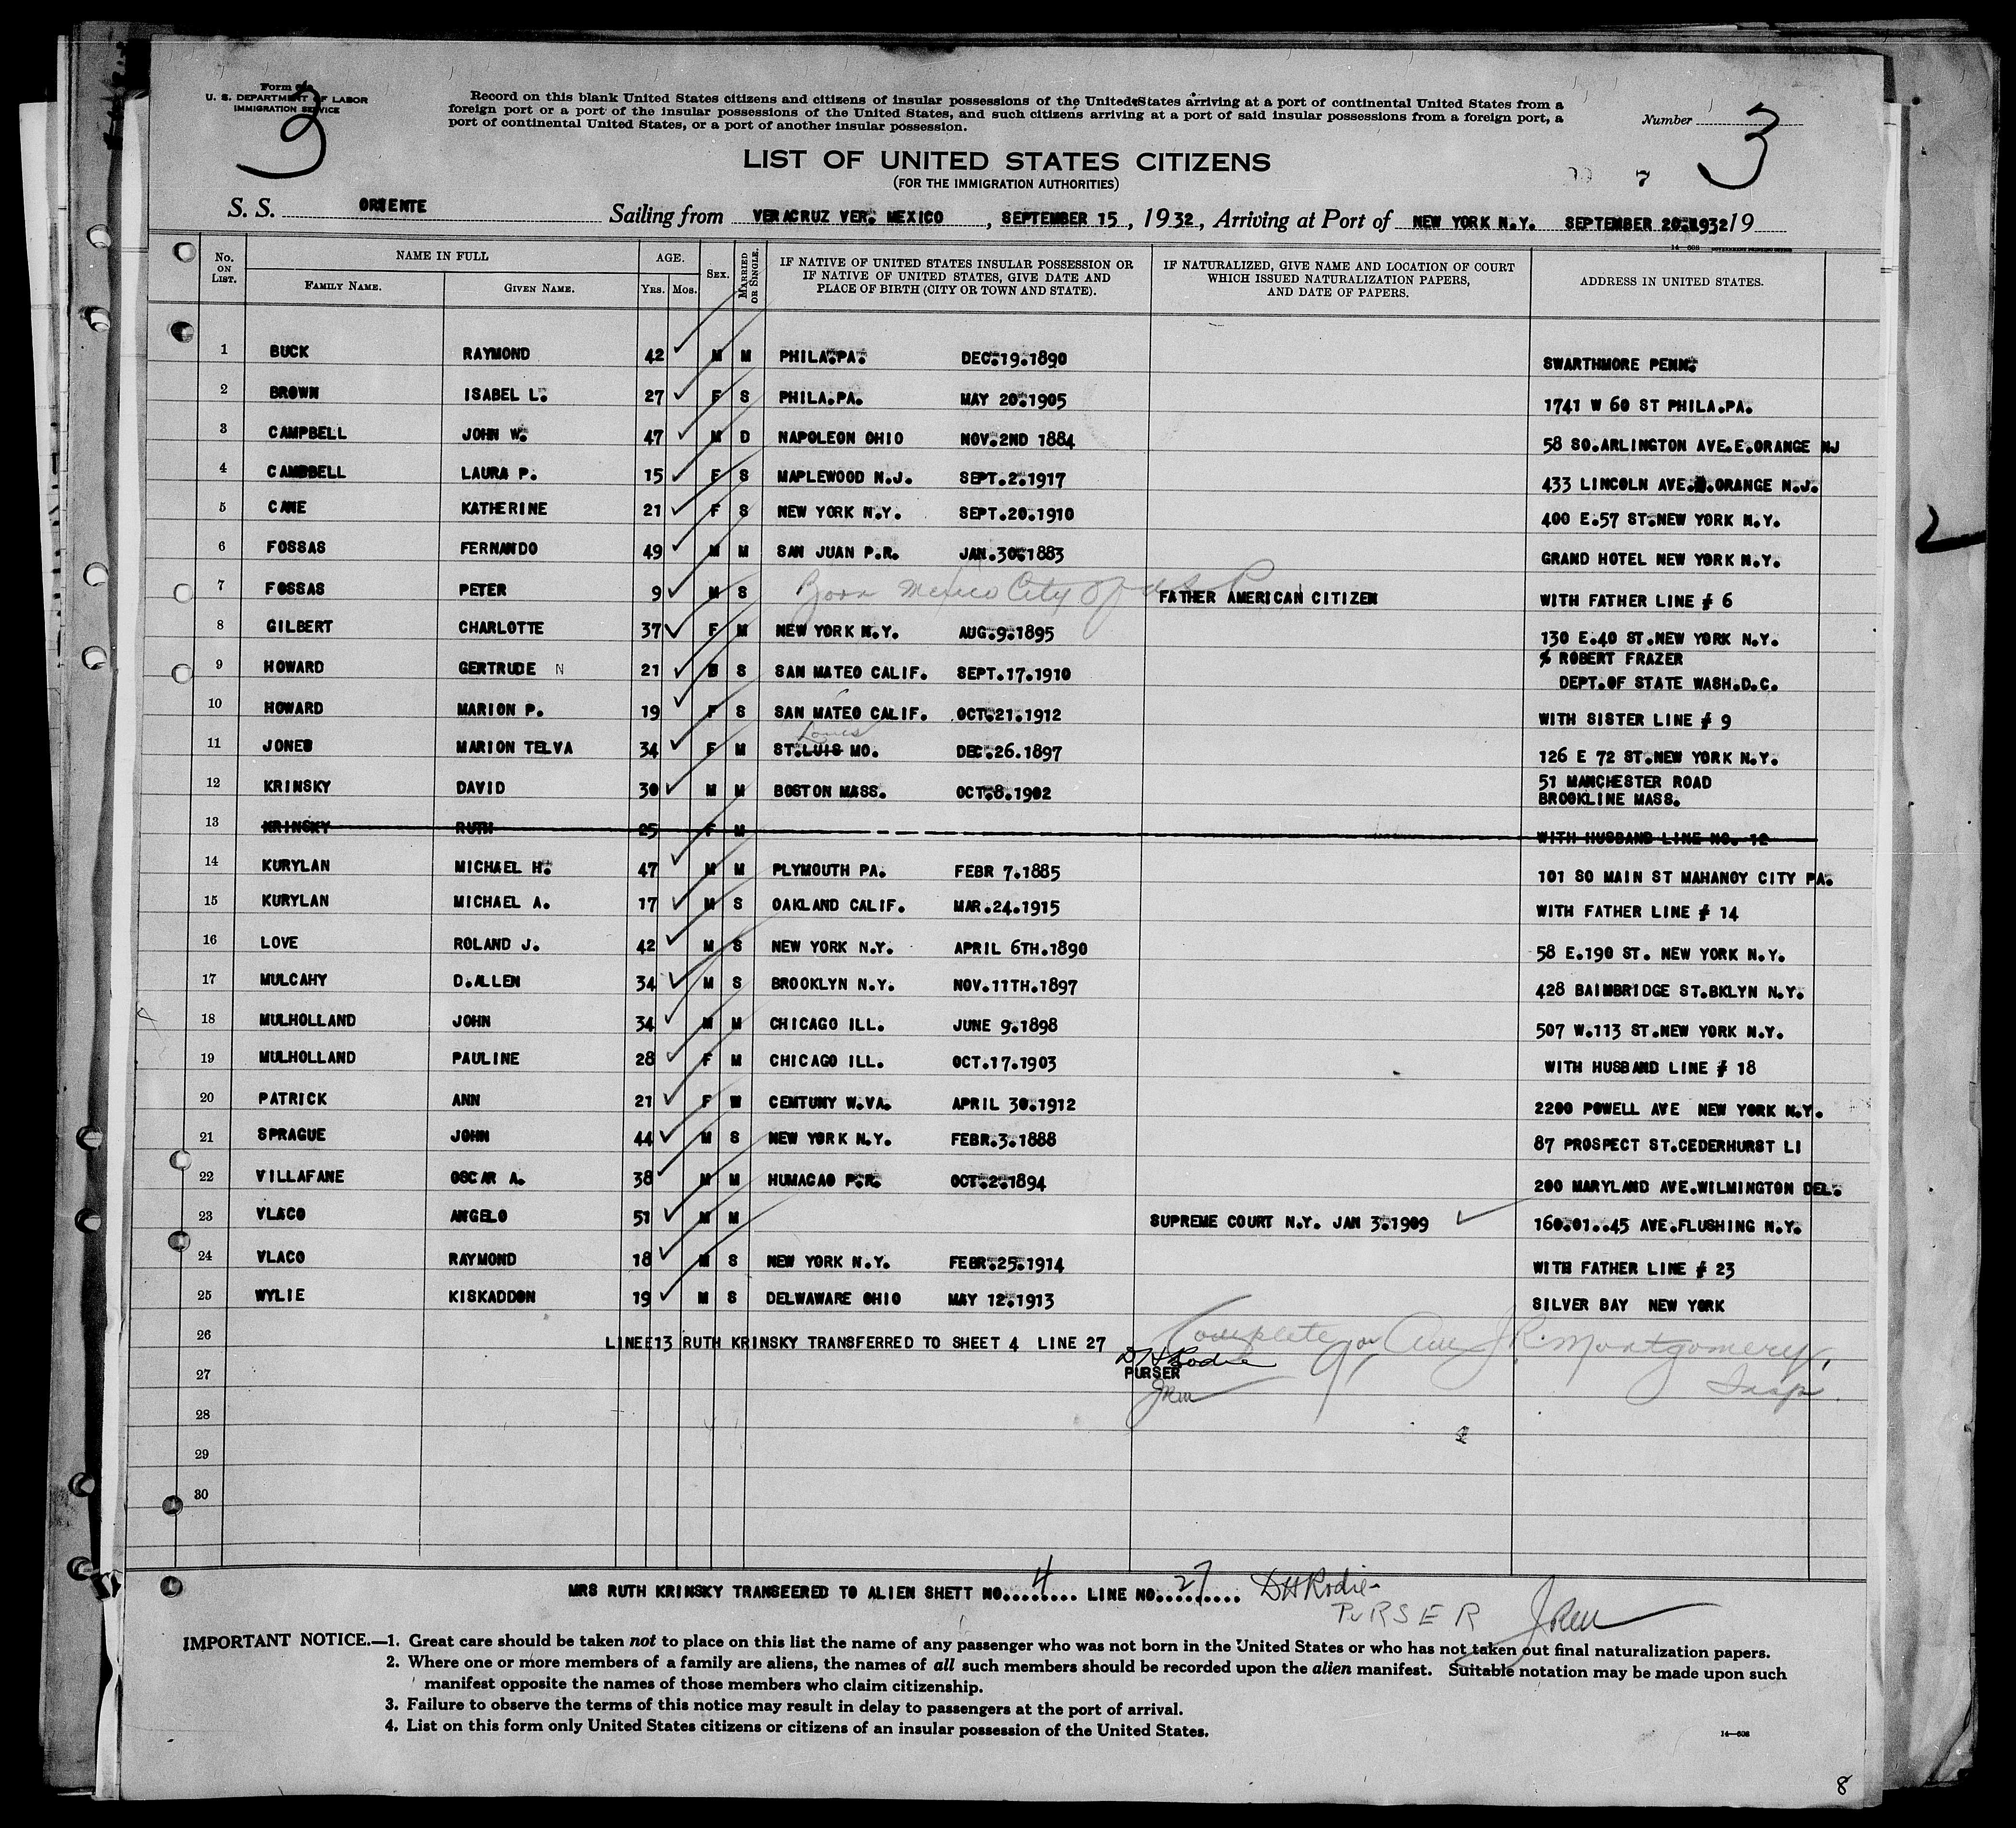 Form
U. S. DEPARTMENT OF LABOR
IMMIGRATION SERVICE
3
Record on this blank United States citizens and citizens of insular possessions of the United States arriving at a port of continental United States from a
foreign port or a port of the insular possessions of the United States, and such citizens arriving at a port of said insular possessions from a foreign port, a
port of continental United States, or a port of another insular possession.
Number 3
LIST OF UNITED STATES CITIZENS
(FOR THE IMMIGRATION AUTHORITIES)
7
S. S. ORIENTE Sailing from VERACRUZ VER. MEXICO, SEPTEMBER 15, 1932, Arriving at Port of NEW YORK N.Y. SEPTEMBER 20.1932 19
No. ON LIST. NAME IN FULL FAMILY NAME. GIVEN NAME. AGE. YRS. MOS. SEX. MARRIED OR SINGLE. IF NATIVE OF UNITED STATES INSULAR POSSESSION OR IF NATIVE OF UNITED STATES, GIVE DATE AND PLACE OF BIRTH (CITY OR TOWN AND STATE). IF NATURALIZED, GIVE NAME AND LOCATION OF COURT WHICH ISSUED NATURALIZATION PAPERS, AND DATE OF PAPERS. ADDRESS IN UNITED STATES.
1 BUCK RAYMOND 42 M M PHILA.PA. DEC.19.1890 SWARTHMORE PENN.
2 BROWN ISABEL L. 27 F S PHILA.PA. MAY 20.1905 1741 W 60 ST PHILA.PA.
3 CAMPBELL JOHN W. 47 M D NAPOLEON OHIO NOV.2ND 1884 58 SO.ARLINGTON AVE.E.ORANGE NJ
4 CAMPBELL LAURA P. 15 F S MAPLEWOOD N.J. SEPT.2.1917 433 LINCOLN AVE. .ORANGE N.J.
5 CANE KATHERINE 21 F S NEW YORK N.Y. SEPT.20.1910 400 E.57 ST.NEW YORK N.Y.
6 FOSSAS FERNANDO 49 M M SAN JUAN P.R. JAN.30.1883 GRAND HOTEL NEW YORK N.Y.
7 FOSSAS PETER 9 M S Born Mexico City FATHER AMERICAN CITIZEN WITH FATHER LINE # 6
8 GILBERT CHARLOTTE 37 F M NEW YORK N.Y. AUG.9.1895 130 E.40 ST.NEW YORK N.Y.
9 HOWARD GERTRUDE N 21 S SAN MATEO CALIF. SEPT.17.1910 % ROBERT FRAZER
DEPT.OF STATE WASH.D.C.
10 HOWARD MARION P. 19 F S SAN MATEO CALIF. OCT.21.1912 WITH SISTER LINE # 9
Louis
11 JONES MARION TELVA 34 F M ST.LUIS MO. DEC.26.1897 126 E 72 ST.NEW YORK N.Y.
12 KRINSKY DAVID 30 M M BOSTON MASS. OCT.8.1902 51 MANCHESTER ROAD
BROOKLINE MASS.
13 KRINSKY RUTH 25 F M WITH HUSBAND LINE NO. 12
14 KURYLAN MICHAEL H. 47 M M PLYMOUTH PA. FEBR 7.1885 101 SO MAIN ST MAHANOY CITY PA.
15 KURYLAN MICHAEL A. 17 M S OAKLAND CALIF. MAR.24.1915 WITH FATHER LINE # 14
16 LOVE ROLAND J. 42 M S NEW YORK N.Y. APRIL 6TH.1890 58 E.190 ST. NEW YORK N.Y.
17 MULCAHY D.ALLEN 34 M S BROOKLYN N.Y. NOV.11TH.1897 428 BAINBRIDGE ST.BKLYN N.Y.
18 MULHOLLAND JOHN 34 M M CHICAGO ILL. JUNE 9.1898 507 W.113 ST.NEW YORK N.Y.
19 MULHOLLAND PAULINE 28 F M CHICAGO ILL. OCT.17.1903 WITH HUSBAND LINE # 18
20 PATRICK ANN 21 F CENTUNY W.VA. APRIL 30.1912 2200 POWELL AVE NEW YORK N.Y.
21 SPRAGUE JOHN 44 M S NEW YORK N.Y. FEBR.3.1888 87 PROSPECT ST.CEDERHURST LI
22 VILLAFANE OSCAR A. 38 M M HUMACAO P.R. OCT.2.1894 200 MARYLAND AVE.WILMINGTON DEL.
23 VLACO ANGELO 51 M M SUPREME COURT N.Y. JAN 3.1909 160.01..45 AVE.FLUSHING N.Y.
24 VLACO RAYMOND 18 M S NEW YORK N.Y. FEBR.25.1914 WITH FATHER LINE # 23
25 WYLIE KISKADDON 19 M S DELWAWARE OHIO MAY 12.1913 SILVER BAY NEW YORK
26 LINEE13 RUTH KRINSKY TRANSFERRED TO SHEET 4 LINE 27 Complete J R Montgomery,
DH Rodie
27 PURSER Insp.
JRM
28
29
30
MRS RUTH KRINSKY TRANSEERED TO ALIEN SHETT NO....4.... LINE NO....27.... DH Rodie
PURSER JRM
IMPORTANT NOTICE.—1. Great care should be taken not to place on this list the name of any passenger who was not born in the United States or who has not taken out final naturalization papers.
2. Where one or more members of a family are aliens, the names of all such members should be recorded upon the alien manifest. Suitable notation may be made upon such
manifest opposite the names of those members who claim citizenship.
3. Failure to observe the terms of this notice may result in delay to passengers at the port of arrival.
4. List on this form only United States citizens or citizens of an insular possession of the United States.
14—608
8